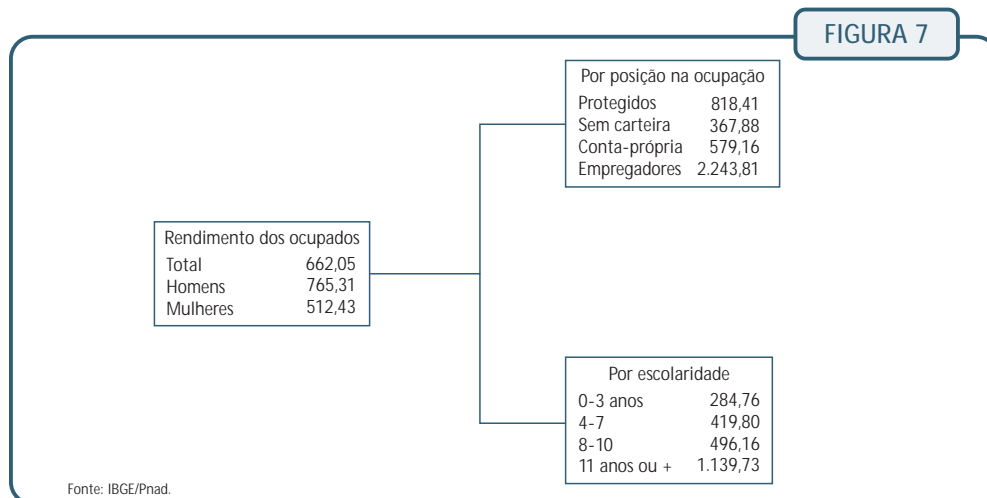 FIGURA 7
Por posição na ocupação
Protegidos 818,41
Sem carteira 367,88
Conta-própria 579,16
Empregadores 2.243,81
Rendimento dos ocupados
Total 662,05
Homens 765,31
Mulheres 512,43
Por escolaridade
0-3 anos 284,76
4-7 419,80
8-10 496,16
11 anos ou + 1.139,73
Fonte: IBGE/Pnad.